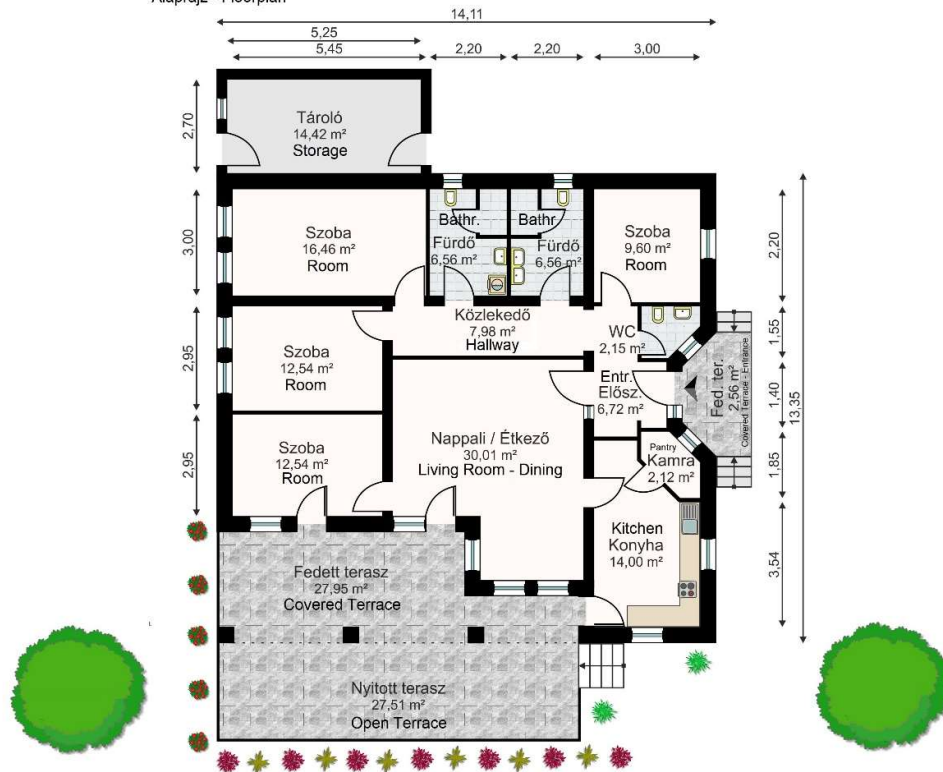 Alaprajz - Floorplan
14,11
5,25
5,45
2,20
2,20
3,00
2,70
Tároló
14,42 m²
Storage
3,00
Szoba
16,46 m²
Room
Bathr.
Fürdő
6,56 m²
Bathr.
Fürdő
6,56 m²
Szoba
9,60 m²
Room
2,20
Közlekedő
7,98 m²
Hallway
WC
2,15 m²
1,55
2,95
Szoba
12,54 m²
Room
Entr.
Elősz.
6,72 m²
Fed. ter.
2,56 m²
Covered Terrace - Entrance
1,40
13,35
2,95
Szoba
12,54 m²
Room
Nappali / Étkező
30,01 m²
Living Room - Dining
Pantry
Kamra
2,12 m²
1,85
Kitchen
Konyha
14,00 m²
3,54
Fedett terasz
27,95 m²
Covered Terrace
Nyitott terasz
27,51 m²
Open Terrace